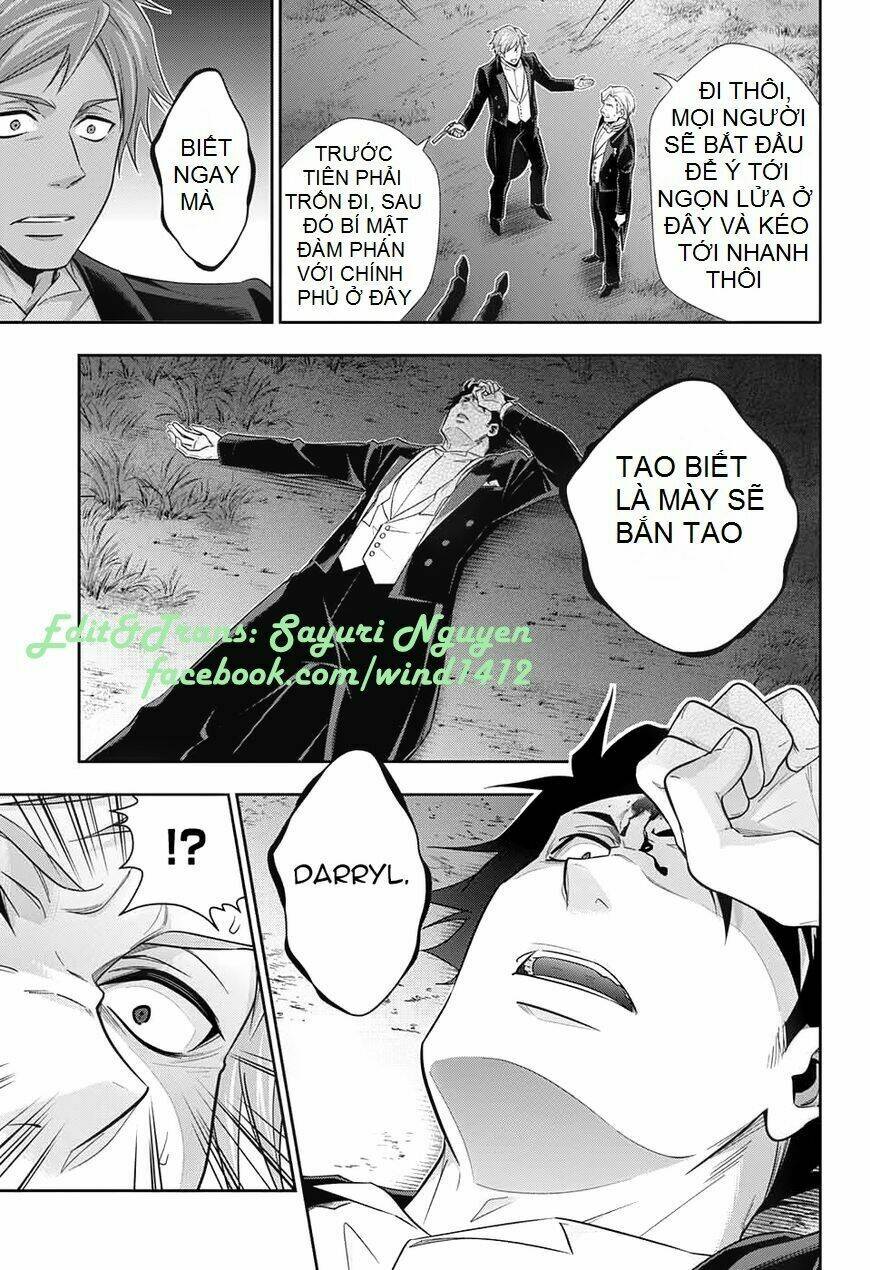 ĐI THÔI,
MỌI NGƯỜI
SẼ BẮT ĐẦU
ĐỂ Ý TỚI
NGỌN LỬA Ở
ĐÂY VÀ KÉO
TỚI NHANH
THÔI
TRƯỚC
TIÊN PHẢI
TRỐN ĐI, SAU
ĐÓ BÍ MẬT
ĐÀM PHÁN
VỚI CHÍNH
PHỦ Ở ĐÂY
BIẾT
NGAY
MÀ
TAO BIẾT
LÀ MÀY SẼ
BẮN TAO
Edit&Trans: Sayuri Nguyen
facebook.com/wind1412
DARRYL.
!?